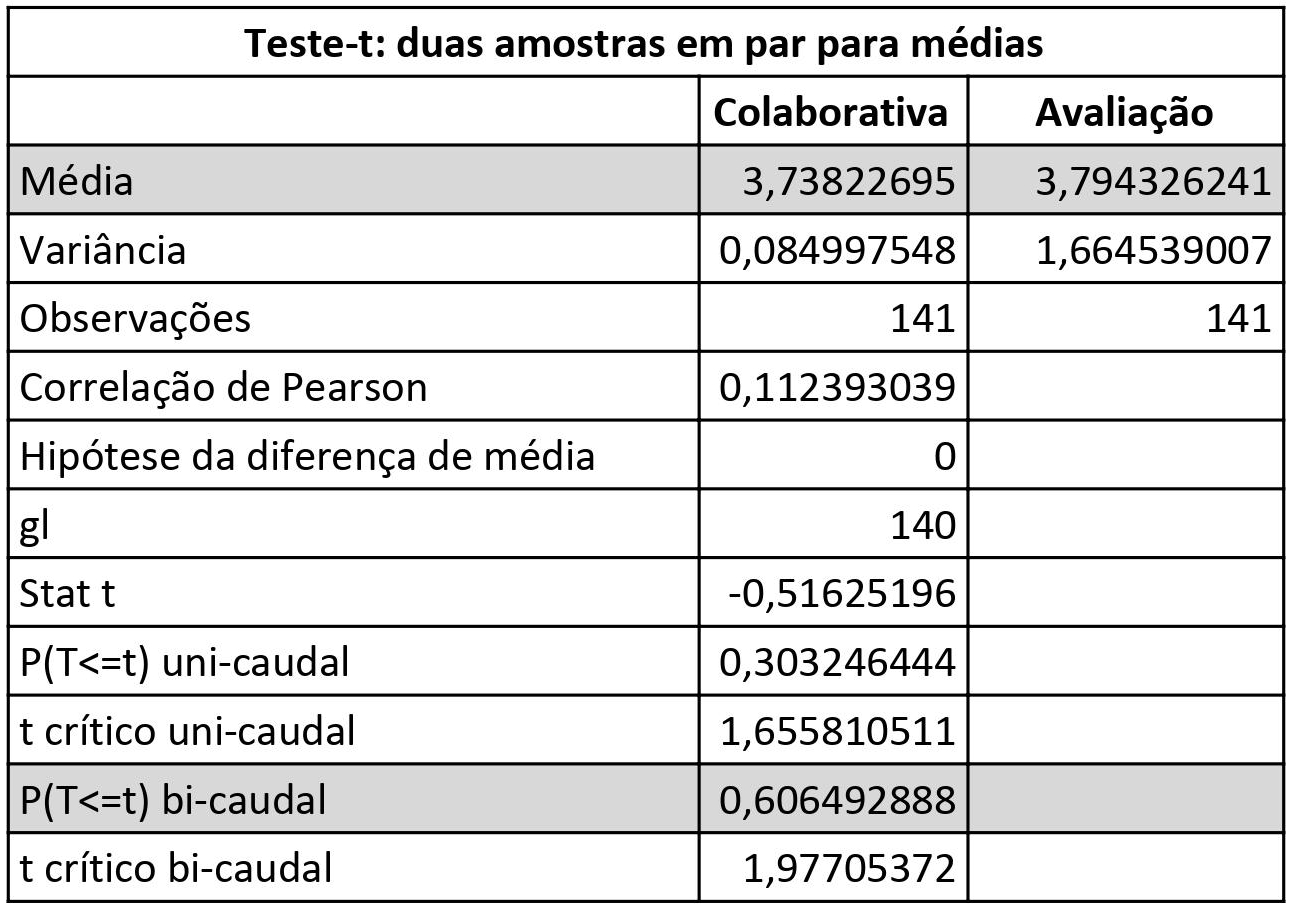 Teste-t: duas amostras em par para médias
Colaborativa Avaliação
Média 3,73822695 3,794326241
Variância 0,084997548 1,664539007
Observações 141 141
Correlação de Pearson 0,112393039
Hipótese da diferença de média 0
gl 140
Stat t -0,51625196
P(T<=t) uni-caudal 0,303246444
t crítico uni-caudal 1,655810511
P(T<=t) bi-caudal 0,606492888
t crítico bi-caudal 1,97705372